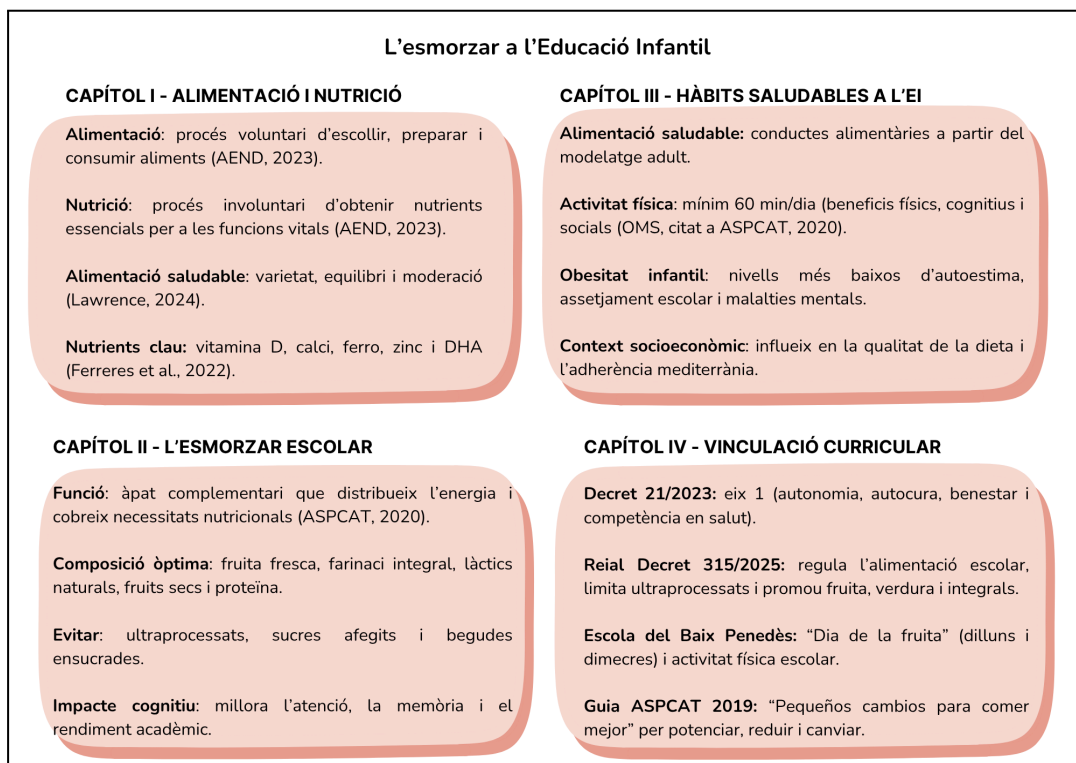 L’esmorzar a l’Educació Infantil
CAPÍTOL I - ALIMENTACIÓ I NUTRICIÓ
Alimentació: procés voluntari d’escollir, preparar i
consumir aliments (AEND, 2023).
Nutrició: procés involuntari d’obtenir nutrients
essencials per a les funcions vitals (AEND, 2023).
Alimentació saludable: varietat, equilibri i moderació
(Lawrence, 2024).
Nutrients clau: vitamina D, calci, ferro, zinc i DHA
(Ferreres et al., 2022).
CAPÍTOL II - L’ESMORZAR ESCOLAR
Funció: àpat complementari que distribueix l’energia i
cobreix necessitats nutricionals (ASPCAT, 2020).
Composició òptima: fruita fresca, farinaci integral, làctics
naturals, fruits secs i proteïna.
Evitar: ultraprocessats, sucres afegits i begudes
ensucrades.
Impacte cognitiu: millora l’atenció, la memòria i el
rendiment acadèmic.
CAPÍTOL III - HÀBITS SALUDABLES A L’EI
Alimentació saludable: conductes alimentàries a partir del
modelatge adult.
Activitat física: mínim 60 min/dia (beneficis físics, cognitius i
socials (OMS, citat a ASPCAT, 2020).
Obesitat infantil: nivells més baixos d’autoestima,
assetjament escolar i malalties mentals.
Context socioeconòmic: influeix en la qualitat de la dieta i
l’adherència mediterrània.
CAPÍTOL IV - VINCULACIÓ CURRICULAR
Decret 21/2023: eix 1 (autonomia, autocura, benestar i
competència en salut).
Reial Decret 315/2025: regula l’alimentació escolar,
limita ultraprocessats i promou fruita, verdura i integrals.
Escola del Baix Penedès: “Dia de la fruita” (dilluns i
dimecres) i activitat física escolar.
Guia ASPCAT 2019: “Pequeños cambios para comer
mejor” per potenciar, reduir i canviar.